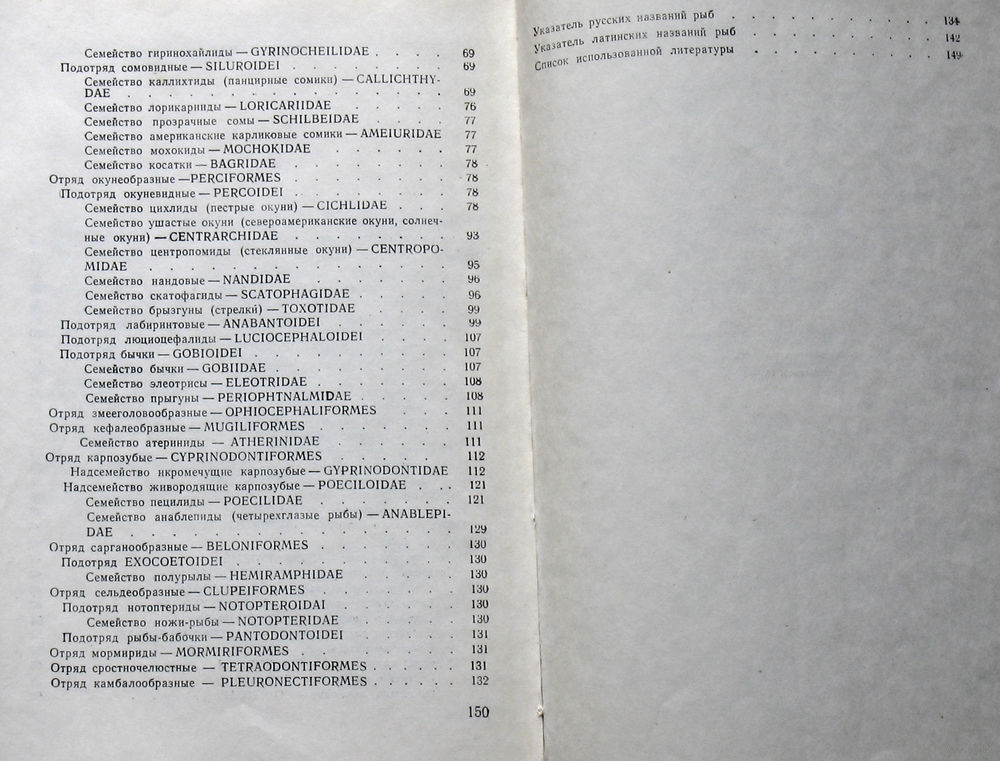 Семейство гиринохайлиды — GYRINOCHEILIDAE . . . . 69
Подотряд сомовидные — SILUROIDEI . . . . . . . 69
Семейство каллихтиды (панцирные сомики) — CALLICHTHY-
DAE . . . . . . . . . . . . . . . 69
Семейство лорикарииды — LORICARIIDAE . . . . . 76
Семейство прозрачные сомы — SCHILBEIDAE . . . . 77
Семейство американские карликовые сомики — AMEIURIDAE 77
Семейство мохокиды — MOCHOKIDAE . . . . . 77
Семейство косатки — BAGRIDAE . . . . . . . 78
Отряд окунеобразные — PERCIFORMES . . . . . . . 78
Подотряд окуневидные — PERCOIDEI . . . . . . . 78
Семейство цихлиды (пестрые окуни) — CICHLIDAE . . . 78
Семейство ушастые окуни (североамериканские окуни, солнеч-
ные окуни) — CENTRARCHIDAE . . . . . . . 93
Семейство центропомиды (стеклянные окуни) — CENTROPO-
MIDAE . . . . . . . . . . . . . 95
Семейство нандовые — NANDIDAE . . . . . . 96
Семейство скатофагиды — SCATOPHAGIDAE . . . . . 96
Семейство брызгуны (стрелки) — TOXOTIDAE . . . . 99
Подотряд лабиринтовые — ANABANTOIDEI . . . . . 99
Подотряд люциоцефалиды — LUCIOCEPHALOIDEI . . . . 107
Подотряд бычки — GOBIOIDEI . . . . . . . . . 107
Семейство бычки — GOBIIDAE . . . . . . . . 107
Семейство элеотрисы — ELEOTRIDAE . . . . . . 108
Семейство прыгуны — PERIOPHTNALMIDAE . . . . 108
Отряд змееголовообразные — OPHIOCEPHALIFORMES . . . 111
Отряд кефалеобразные — MUGILIFORMES . . . . . . 111
Семейство атериниды — ATHERINIDAE . . . . . . 111
Отряд карпозубые — CYPRINODONTIFORMES . . . . . 112
Надсемейство икромечущие карпозубые — GYPRINODONTIDAE 112
Надсемейство живородящие карпозубые — POECILOIDAE . . . 121
Семейство пецилиды — POECILIDAE . . . . . . 121
Семейство анаблепиды (четырехглазые рыбы) — ANABLEPI-
DAE . . . . . . . . . . . . . . 129
Отряд сарганообразные — BELONIFORMES . . . . . . 130
Подотряд EXOCOETOIDEI . . . . . . . . . . 130
Семейство полурылы — HEMIRAMPHIDAE . . . . 130
Отряд сельдеобразные — CLUPEIFORMES . . . . . . 130
Подотряд нотоптериды — NOTOPTEROIDAI . . . . . 130
Семейство ножи-рыбы — NOTOPTERIDAE . . . . . 130
Подотряд рыбы-бабочки — PANTODONTOIDEI . . . . 131
Отряд мормириды — MORMIRIFORMES . . . . . . . 131
Отряд сростночелюстные — TETRAODONTIFORMES . . . . . . 131
Отряд камбалообразные — PLEURONECTIFORMES . . . . . . 132
150
Указатель русских названий рыб . . . . . . . . . . . 134
Указатель латинских названий рыб . . . . . . . . . . 142
Список использованной литературы . . . . . . . . . 149